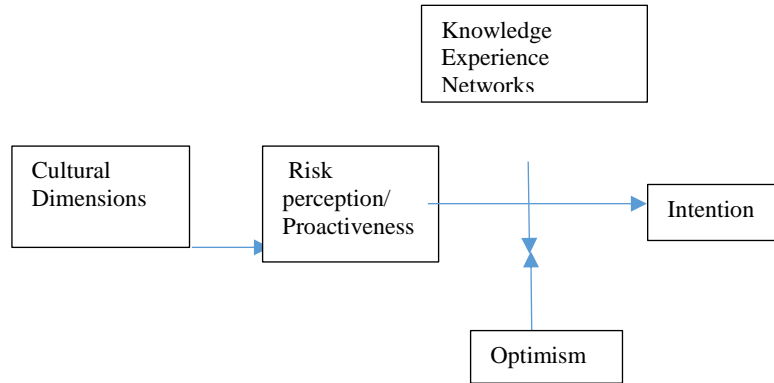 Knowledge
Experience
Networks
Cultural
Dimensions
Risk
perception/
Proactiveness
Intention
Optimism